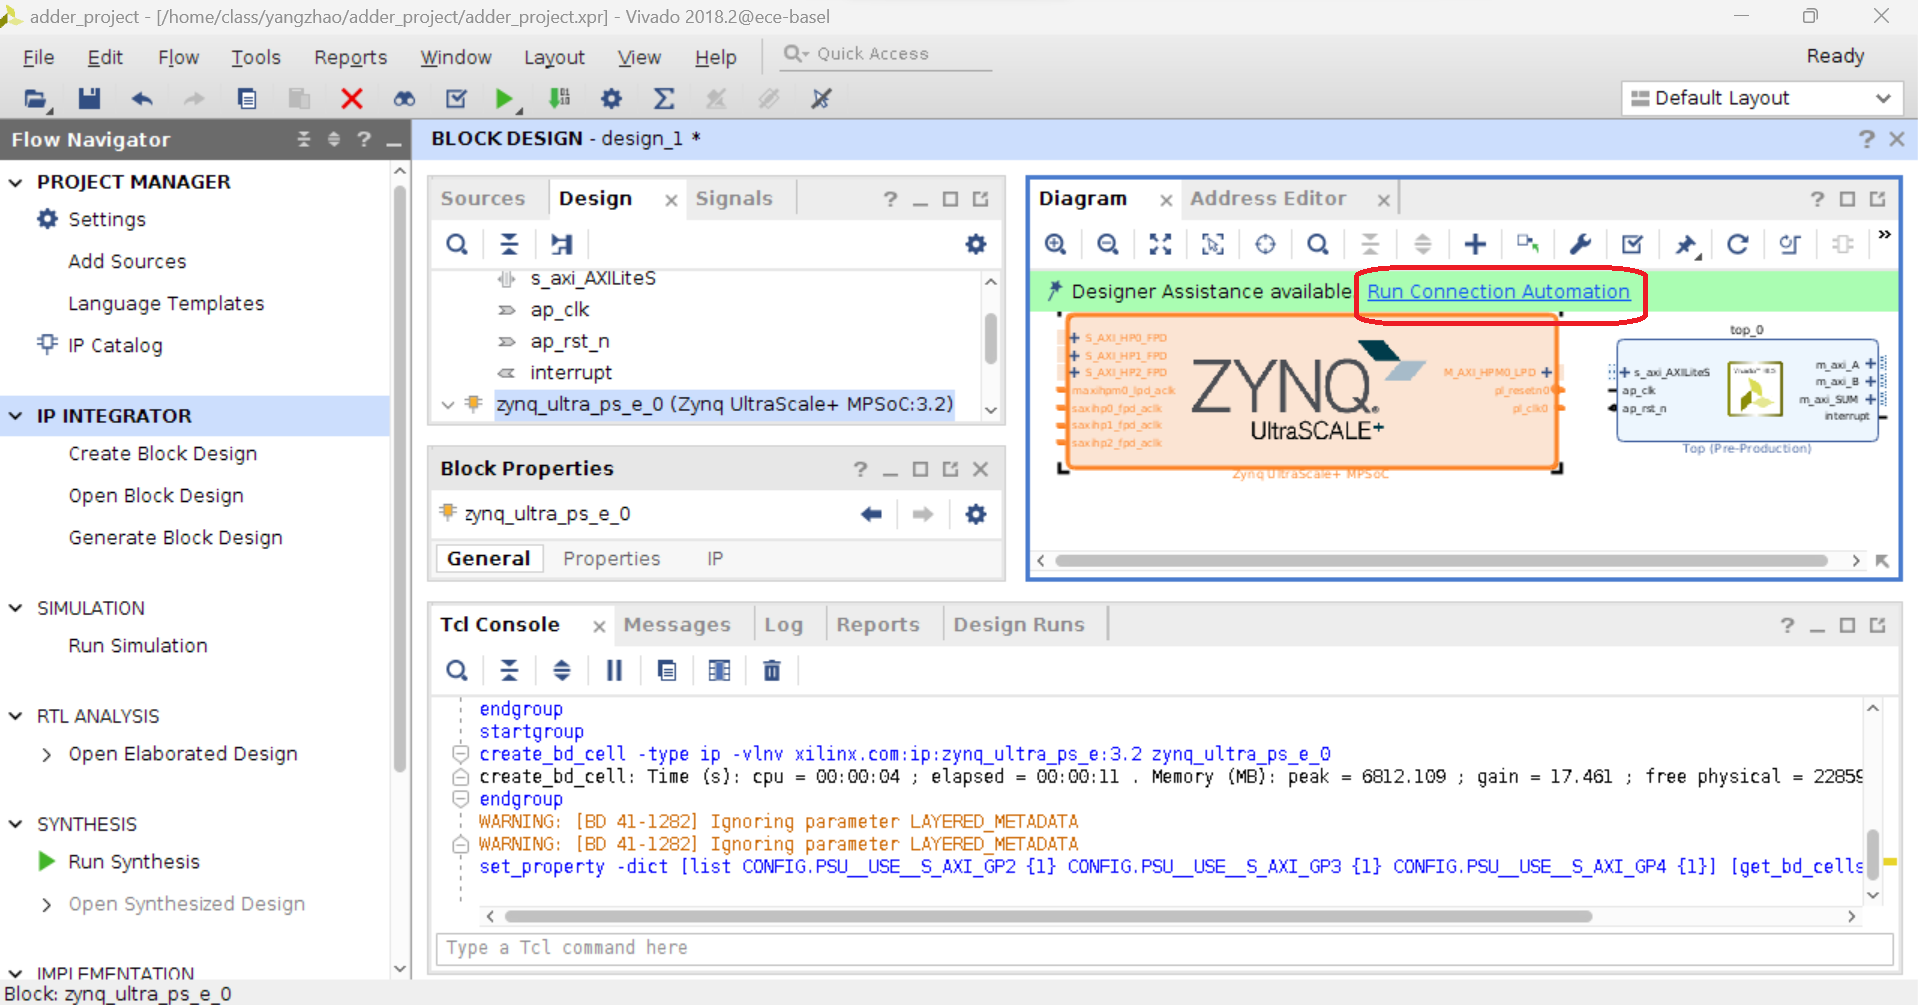 adder_project - [/home/class/yangzhao/adder_project/adder_project.xpr] - Vivado 2018.2@ece-basel
File Edit Flow Tools Reports Window Layout View Help Quick Access Ready
Default Layout
Flow Navigator
PROJECT MANAGER
Settings
Add Sources
Language Templates
IP Catalog
IP INTEGRATOR
Create Block Design
Open Block Design
Generate Block Design
SIMULATION
Run Simulation
RTL ANALYSIS
Open Elaborated Design
SYNTHESIS
Run Synthesis
Open Synthesized Design
IMPLEMENTATION
BLOCK DESIGN - design_1 *
Sources Design Signals
s_axi_AXILiteS
ap_clk
ap_rst_n
interrupt
zynq_ultra_ps_e_0 (Zynq UltraScale+ MPSoC:3.2)
Block Properties
zynq_ultra_ps_e_0
General Properties IP
Diagram Address Editor
Designer Assistance available Run Connection Automation
S_AXI_HP0_FPD
S_AXI_HP1_FPD
S_AXI_HP2_FPD
maxihpm0_lpd_aclk
saxihp0_fpd_aclk
saxihp1_fpd_aclk
saxihp2_fpd_aclk
ZYNQ
UltraSCALE+
M_AXI_HPM0_LPD
pl_resetn0
pl_clk0
Zynq UltraScale+ MPSoC
top_0
s_axi_AXILiteS
ap_clk
ap_rst_n
m_axi_A
m_axi_B
m_axi_SUM
interrupt
Top (Pre-Production)
Tcl Console Messages Log Reports Design Runs
endgroup
startgroup
create_bd_cell -type ip -vlnv xilinx.com:ip:zynq_ultra_ps_e:3.2 zynq_ultra_ps_e_0
create_bd_cell: Time (s): cpu = 00:00:04 ; elapsed = 00:00:11 . Memory (MB): peak = 6812.109 ; gain = 17.461 ; free physical = 22859
endgroup
WARNING: [BD 41-1282] Ignoring parameter LAYERED_METADATA
WARNING: [BD 41-1282] Ignoring parameter LAYERED_METADATA
set_property -dict [list CONFIG.PSU__USE__S_AXI_GP2 {1} CONFIG.PSU__USE__S_AXI_GP3 {1} CONFIG.PSU__USE__S_AXI_GP4 {1}] [get_bd_cells
Type a Tcl command here
Block: zynq_ultra_ps_e_0